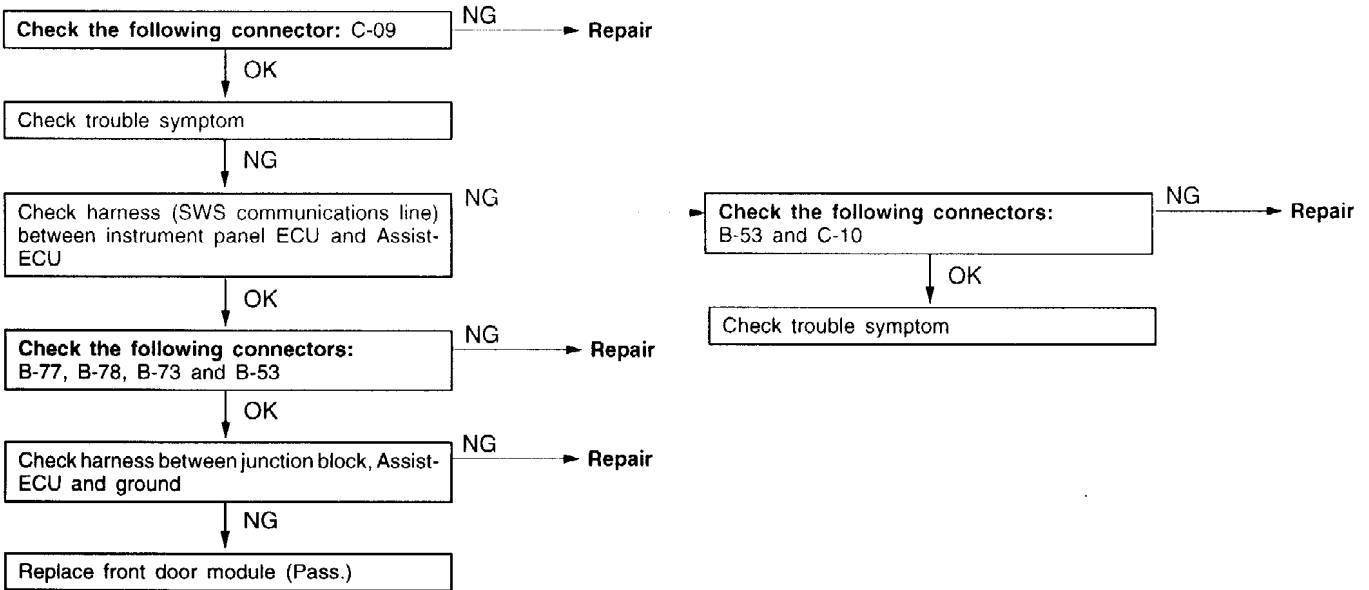 Check the following connector: C-09
NG
Repair
OK
Check trouble symptom
NG
Check harness (SWS communications line)
between instrument panel ECU and Assist-
ECU
NG
Check the following connectors:
B-53 and C-10
NG
Repair
OK
Check trouble symptom
OK
Check the following connectors:
B-77, B-78, B-73 and B-53
NG
Repair
OK
Check harness between junction block, Assist-
ECU and ground
NG
Repair
NG
Replace front door module (Pass.)